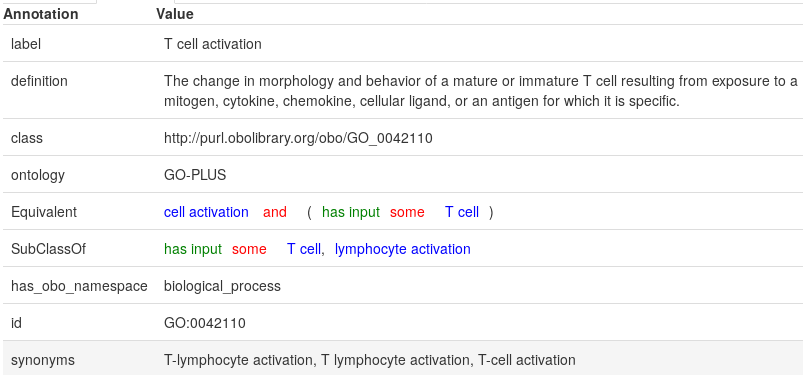 Annotation Value
label T cell activation
definition The change in morphology and behavior of a mature or immature T cell resulting from exposure to a
mitogen, cytokine, chemokine, cellular ligand, or an antigen for which it is specific.
class http://purl.obolibrary.org/obo/GO_0042110
ontology GO-PLUS
Equivalent cell activation and ( has input some T cell )
SubClassOf has input some T cell, lymphocyte activation
has_obo_namespace biological_process
id GO:0042110
synonyms T-lymphocyte activation, T lymphocyte activation, T-cell activation